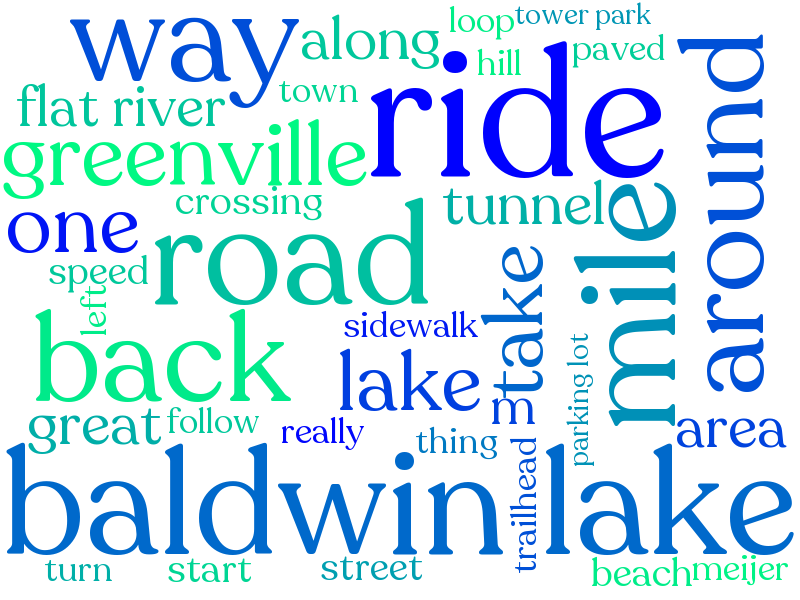 way
along
loop
tower park
hill
paved
around
flat river
town
ride
greenville
crossing
tunnel
one
road
speed
left
mile
take
back
sidewalk
lake
m
parking lot
great
follow
really
thing
trailhead
area
baldwin lake
turn
start
street
beach
meijer